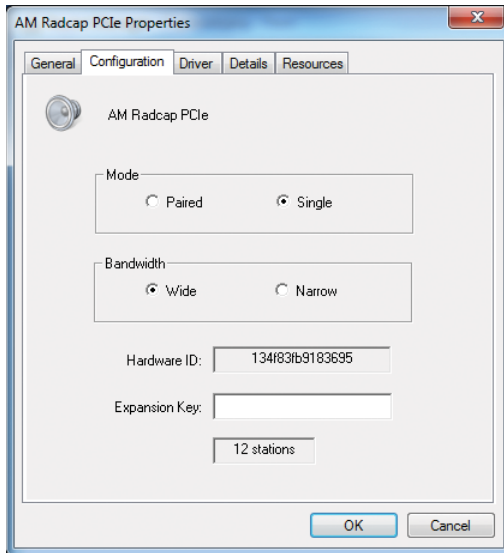 AM Radcap PCIe Properties
General Configuration Driver Details Resources
AM Radcap PCIe
Mode
Paired Single
Bandwidth
Wide Narrow
Hardware ID: 134f83fb9183695
Expansion Key:
12 stations
OK Cancel